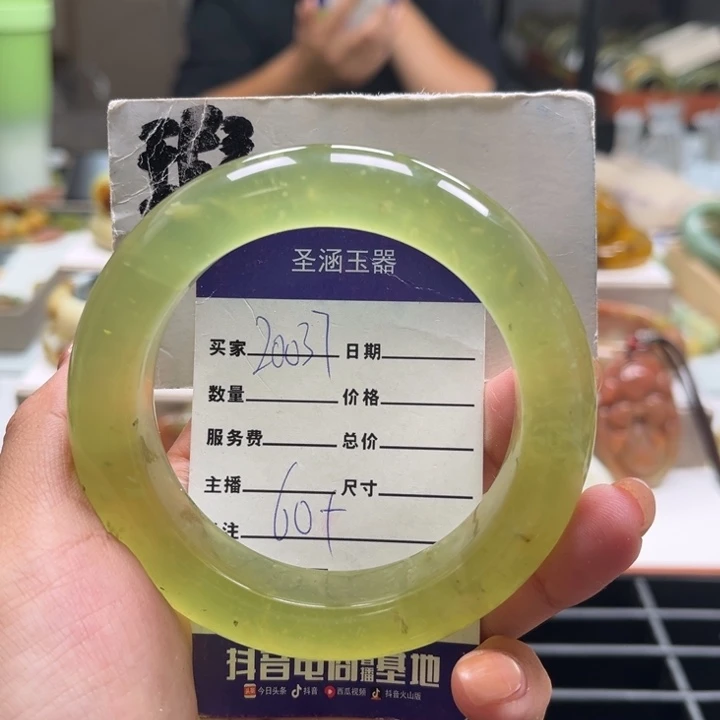 圣涵玉器
买家 20037 日期
数量 价格
服务费 总价
主播 尺寸
注 60+
抖音电商直播基地
今日头条 抖音 西瓜视频 抖音火山版